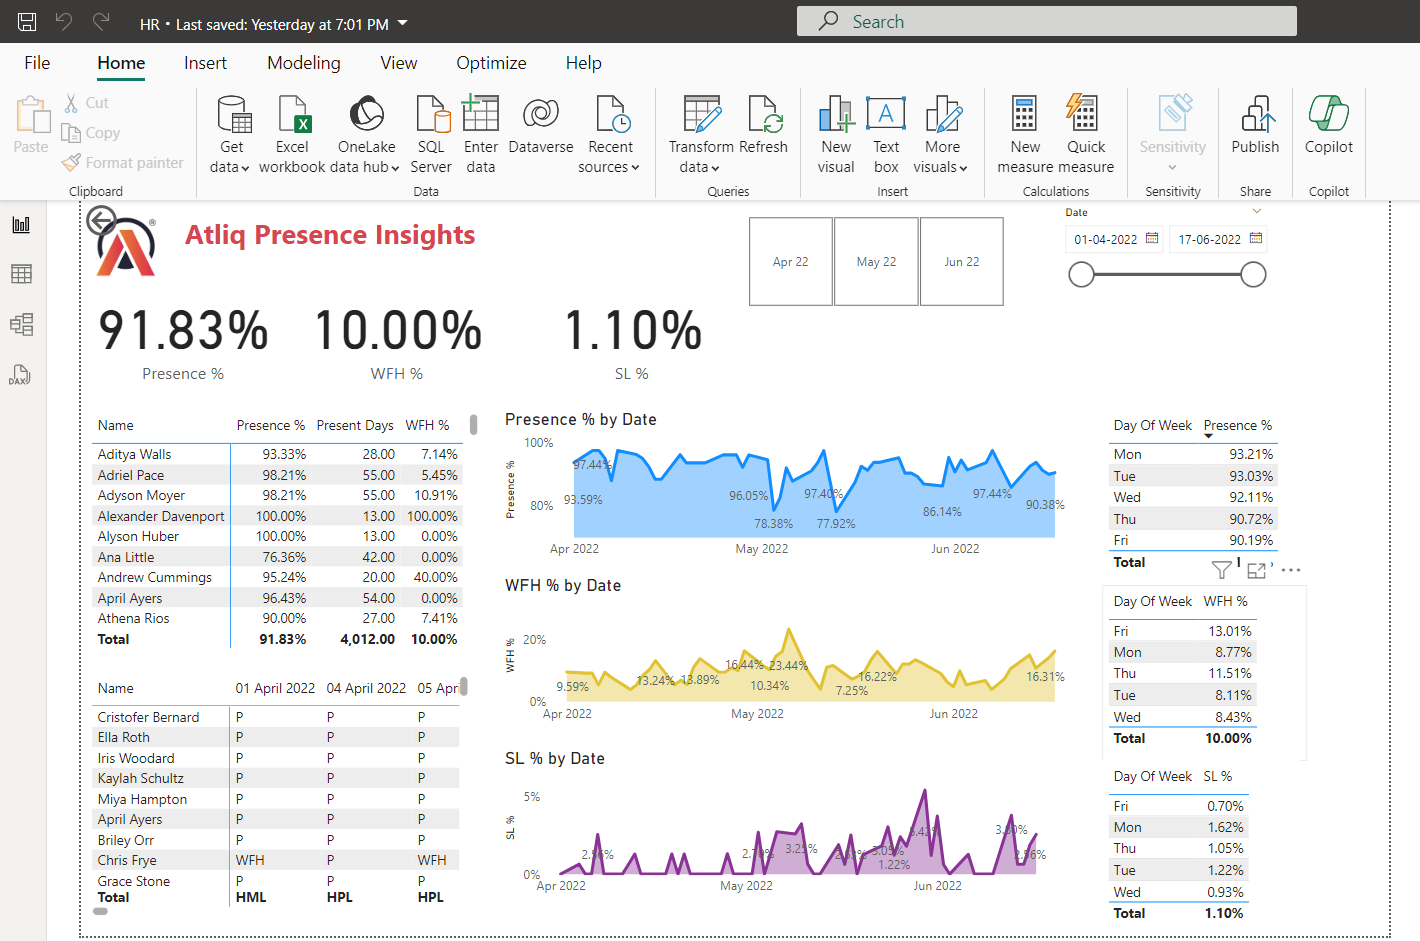 HR • Last saved: Yesterday at 7:01 PM
Search
File Home Insert Modeling View Optimize Help
Paste
Cut
Copy
Format painter
Clipboard
Get data
Excel workbook
OneLake data hub
SQL Server
Enter data
Dataverse
Recent sources
Data
Transform data
Refresh
Queries
New visual
Text box
More visuals
Insert
New measure
Quick measure
Calculations
Sensitivity
Sensitivity
Publish
Share
Copilot
Copilot
DAX
Atliq Presence Insights
Apr 22 May 22 Jun 22
Date
01-04-2022 17-06-2022
91.83% 10.00% 1.10%
Presence % WFH % SL %
Name Presence % Present Days WFH %
Aditya Walls 93.33% 28.00 7.14%
Adriel Pace 98.21% 55.00 5.45%
Adyson Moyer 98.21% 55.00 10.91%
Alexander Davenport 100.00% 13.00 100.00%
Alyson Huber 100.00% 13.00 0.00%
Ana Little 76.36% 42.00 0.00%
Andrew Cummings 95.24% 20.00 40.00%
April Ayers 96.43% 54.00 0.00%
Athena Rios 90.00% 27.00 7.41%
Total 91.83% 4,012.00 10.00%
Name 01 April 2022 04 April 2022 05 Apri
Cristofer Bernard P P P
Ella Roth P P P
Iris Woodard P P P
Kaylah Schultz P P P
Miya Hampton P P P
April Ayers P P P
Briley Orr P P P
Chris Frye WFH P WFH
Grace Stone P P P
Total HML HPL HPL
Presence % by Date
Presence %
100%
80%
97.44%
93.59%
96.05%
78.38%
97.40%
77.92%
86.14%
97.44%
90.38%
Apr 2022 May 2022 Jun 2022
WFH % by Date
WFH %
20%
0%
9.59%
13.24%
13.89%
16.44%
10.34%
23.44%
7.25%
16.22%
16.31%
Apr 2022 May 2022 Jun 2022
SL % by Date
SL %
5%
0%
3.25%
1.22%
Apr 2022 May 2022 Jun 2022
Day Of Week Presence %
Mon 93.21%
Tue 93.03%
Wed 92.11%
Thu 90.72%
Fri 90.19%
Total
Day Of Week WFH %
Fri 13.01%
Mon 8.77%
Thu 11.51%
Tue 8.11%
Wed 8.43%
Total 10.00%
Day Of Week SL %
Fri 0.70%
Mon 1.62%
Thu 1.05%
Tue 1.22%
Wed 0.93%
Total 1.10%